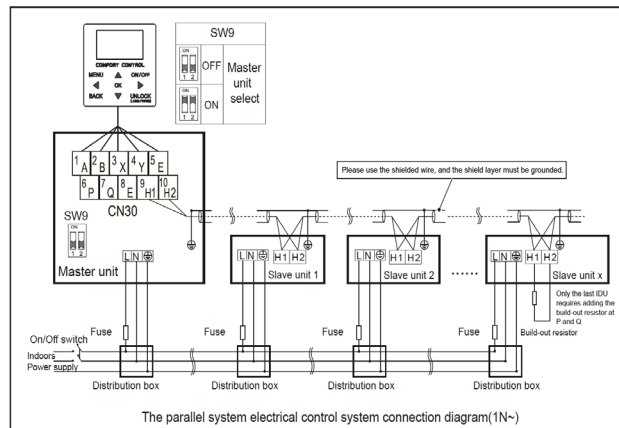 SW9
ON
1 2
OFF
ON
1 2
ON
Master
unit
select
COMFORT CONTROL
MENU ON/OFF
OK
BACK UNLOCK
1 2 3 4 5
A B X Y E
6 7 8 9 10
P Q E H1 H2
CN30
SW9
ON
1 2
Master unit
L N
Please use the shielded wire, and the shield layer must be grounded.
H1 H2
L N
Slave unit 1
H1 H2
L N
Slave unit 2
......
H1 H2
L N
Slave unit x
Only the last IDU
requires adding the
build-out resistor at
P and Q
Build-out resistor
On/Off switch
Fuse
Fuse
Fuse
Indoors
Power supply
Distribution box
Distribution box
Distribution box
Distribution box
The parallel system electrical control system connection diagram(1N~)